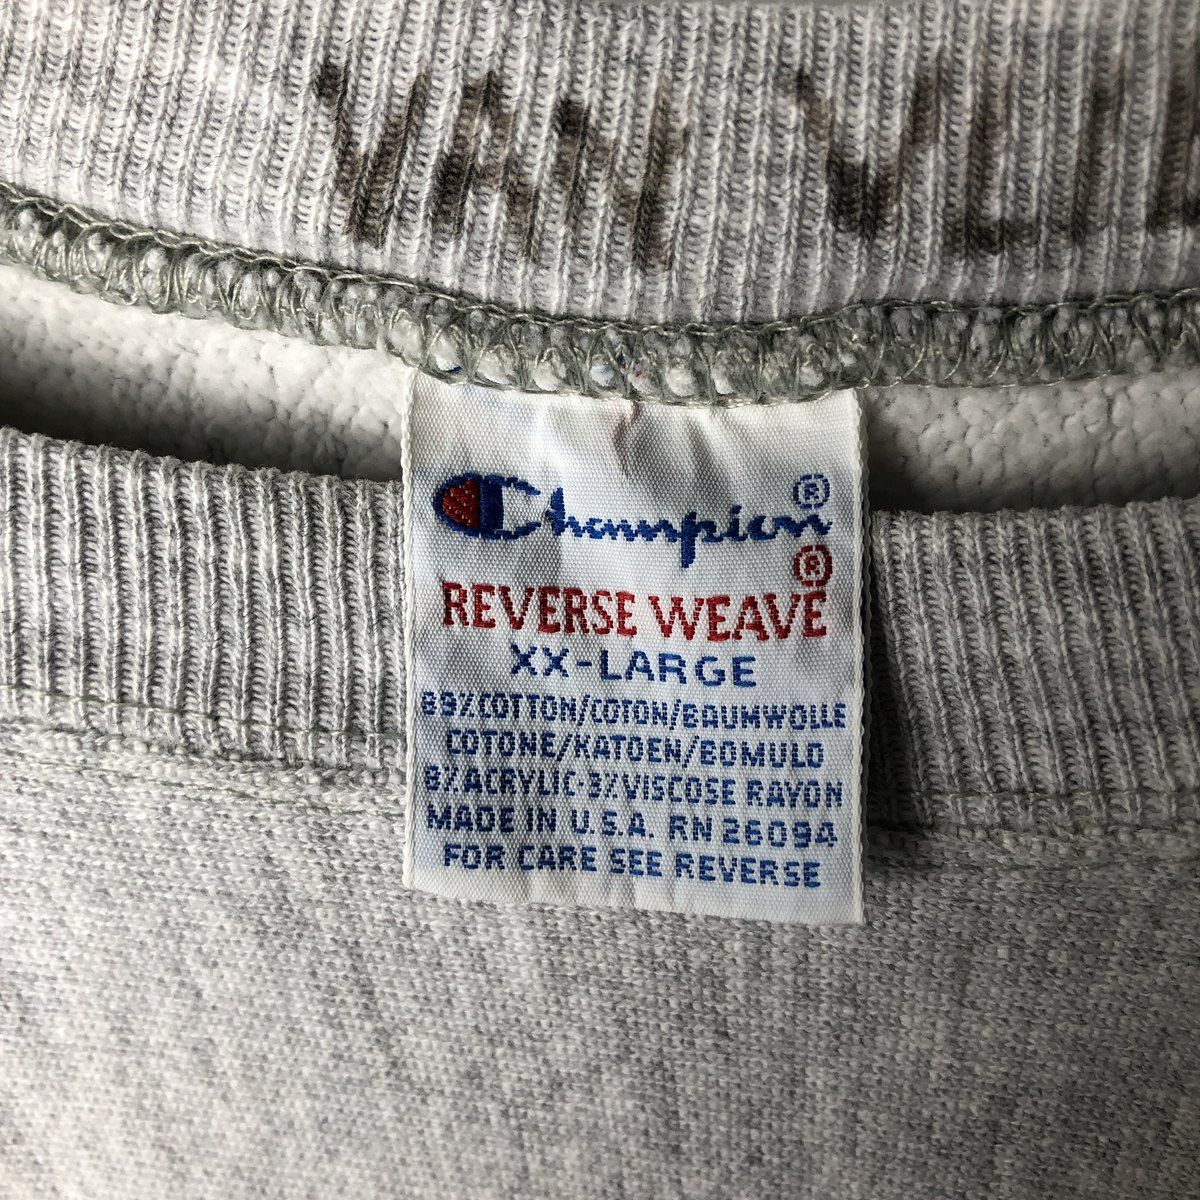 VAN
Champion®
®
REVERSE WEAVE
XX-LARGE
89%COTTON/COTON/BAUMWOLLE
COTONE/KATOEN/BOMULD
8%ACRYLIC·3%VISCOSE RAYON
MADE IN U.S.A. RN 26094
FOR CARE SEE REVERSE